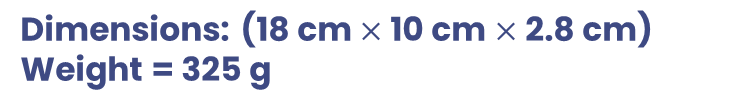 Dimensions: (18 cm × 10 cm × 2.8 cm)
Weight = 325 g